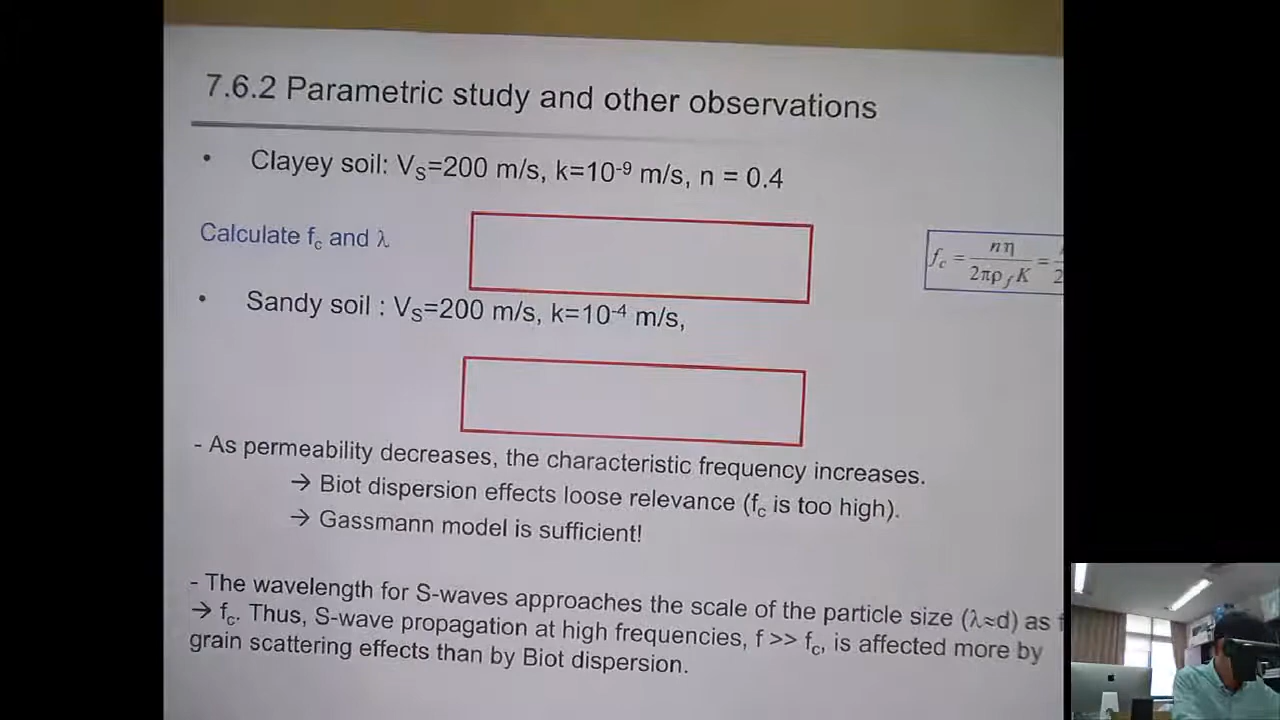 7.6.2 Parametric study and other observations
• Clayey soil: VS=200 m/s, k=10-9 m/s, n = 0.4
Calculate fc and λ
fc = nη / 2πρfK =
• Sandy soil : VS=200 m/s, k=10-4 m/s,
- As permeability decreases, the characteristic frequency increases.
→ Biot dispersion effects loose relevance (fc is too high).
→ Gassmann model is sufficient!
- The wavelength for S-waves approaches the scale of the particle size (λ≈d) as
→ fc. Thus, S-wave propagation at high frequencies, f >> fc, is affected more by
grain scattering effects than by Biot dispersion.